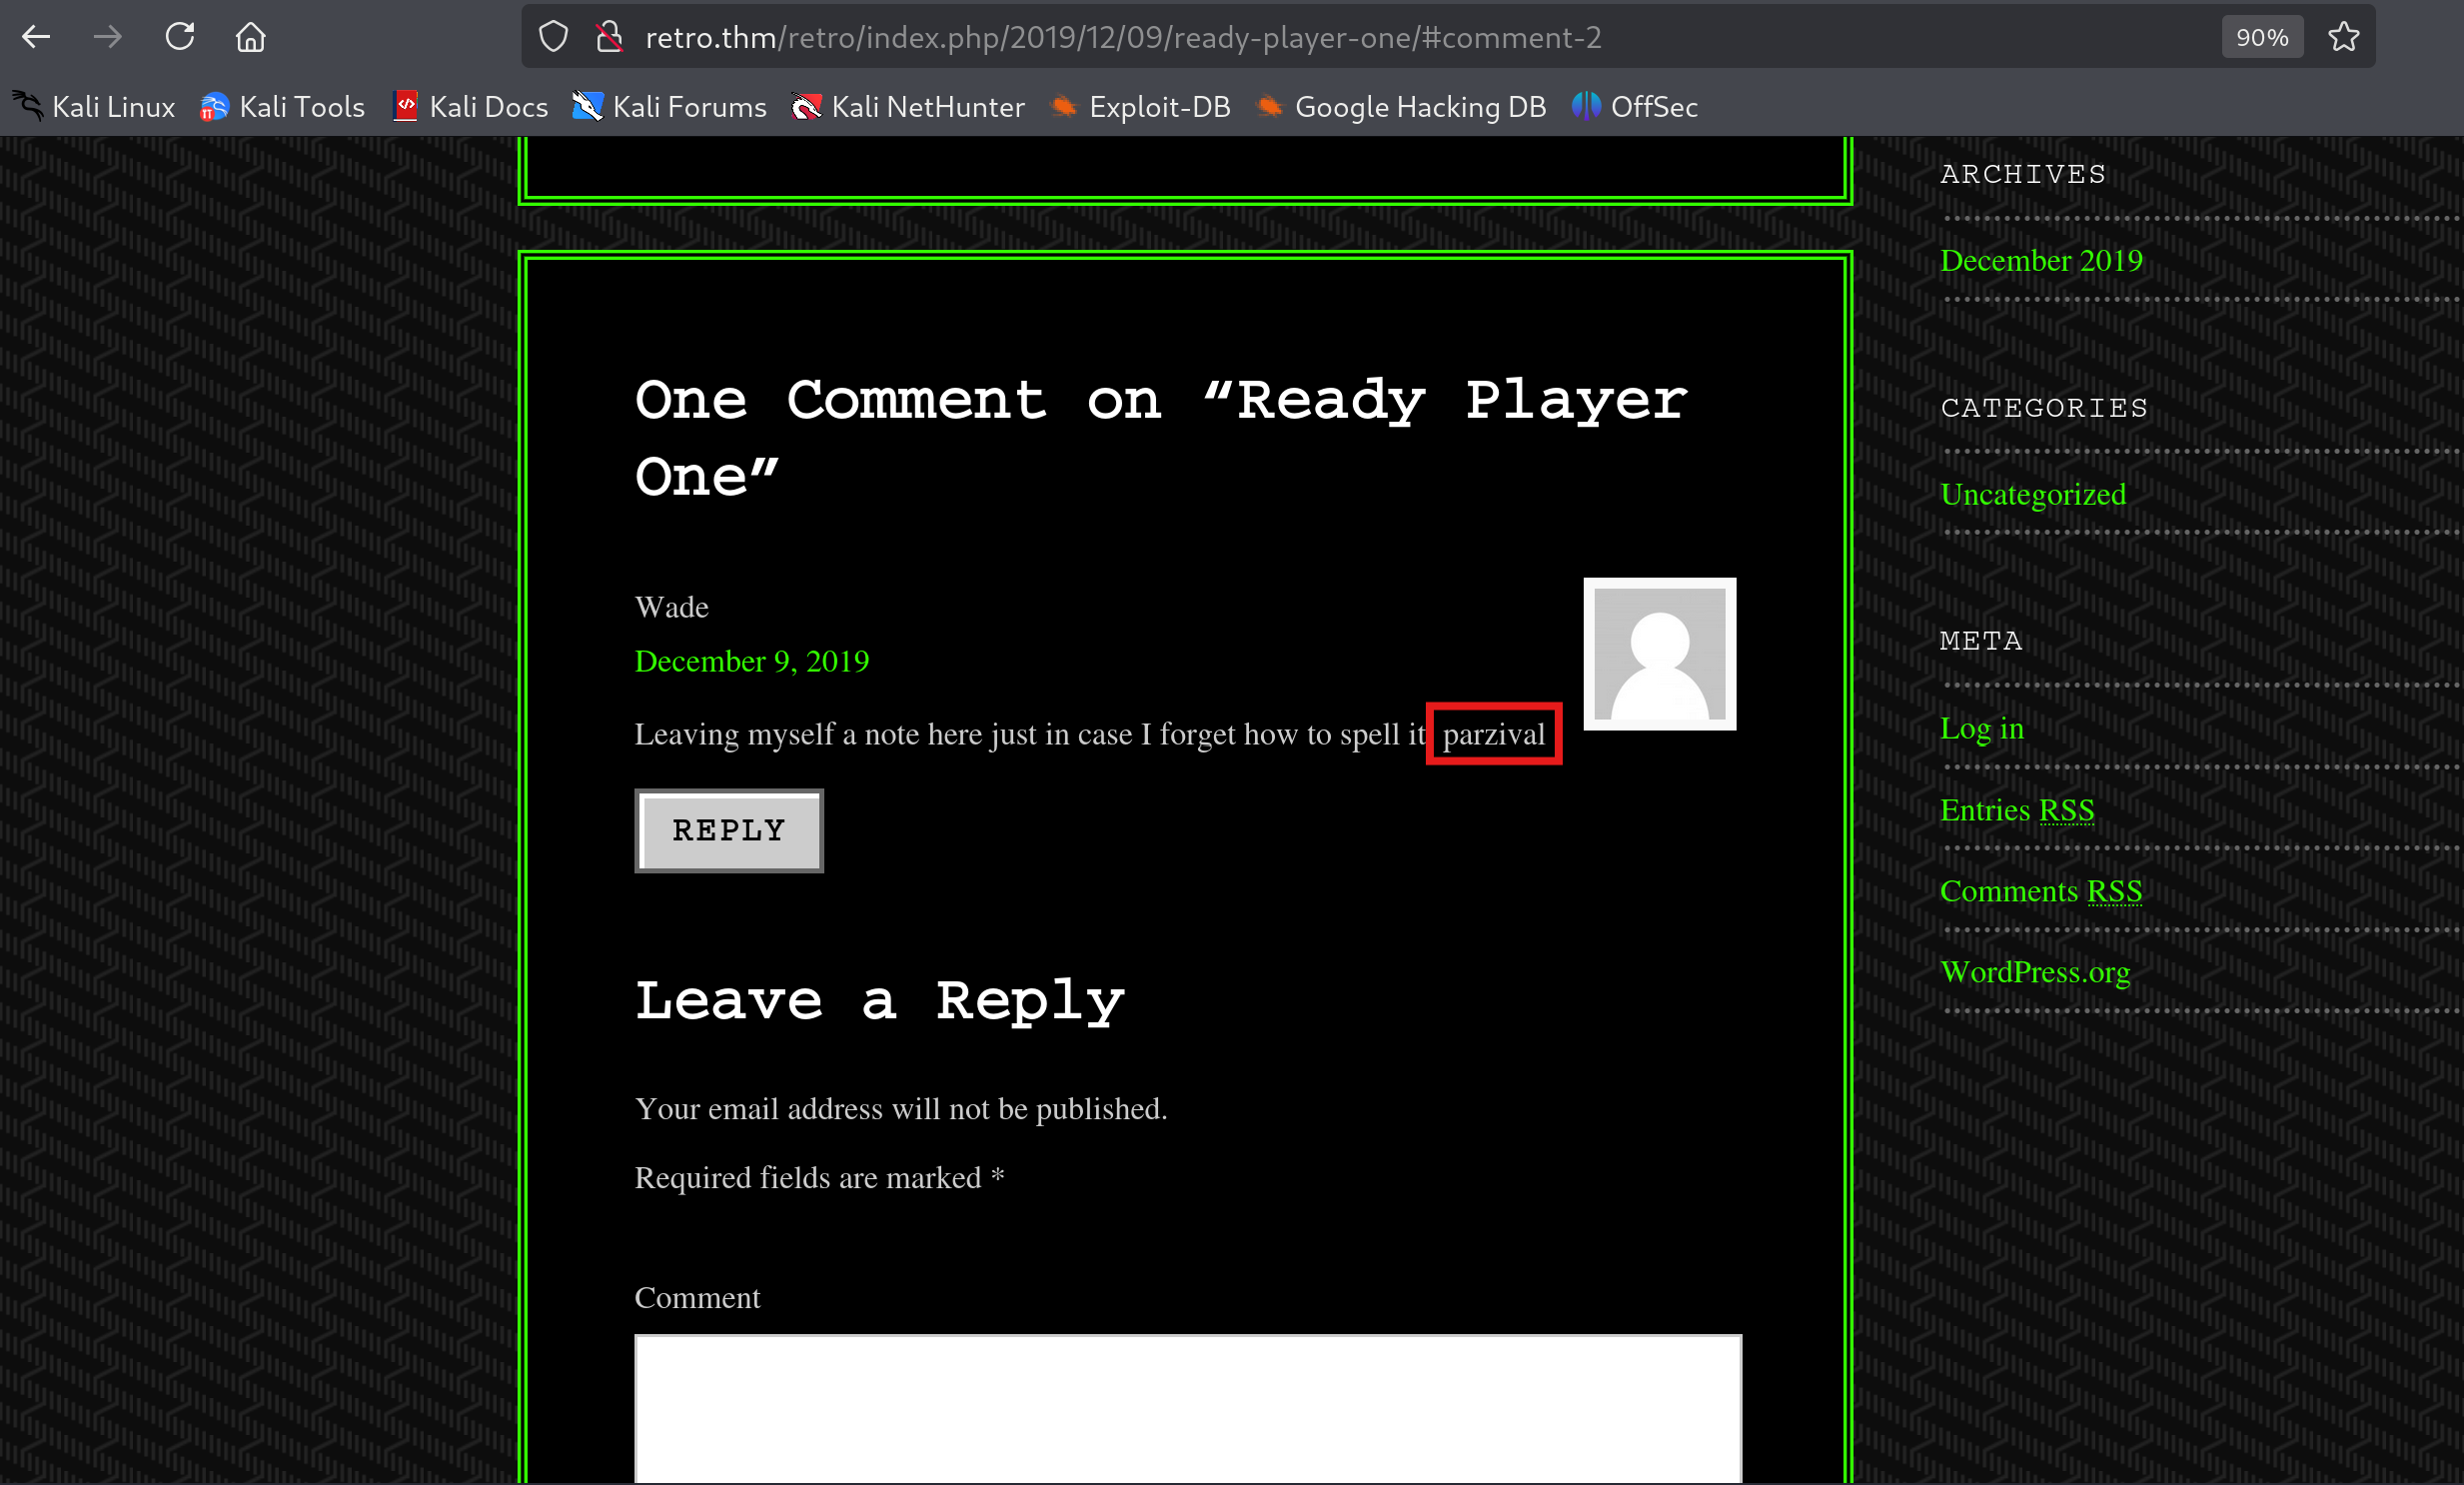 retro.thm/retro/index.php/2019/12/09/ready-player-one/#comment-2
90%
Kali Linux
Kali Tools
Kali Docs
Kali Forums
Kali NetHunter
Exploit-DB
Google Hacking DB
OffSec
One Comment on “Ready Player
One”
Wade
December 9, 2019
Leaving myself a note here just in case I forget how to spell it: parzival
REPLY
Leave a Reply
Your email address will not be published.
Required fields are marked *
Comment
ARCHIVES
December 2019
CATEGORIES
Uncategorized
META
Log in
Entries RSS
Comments RSS
WordPress.org